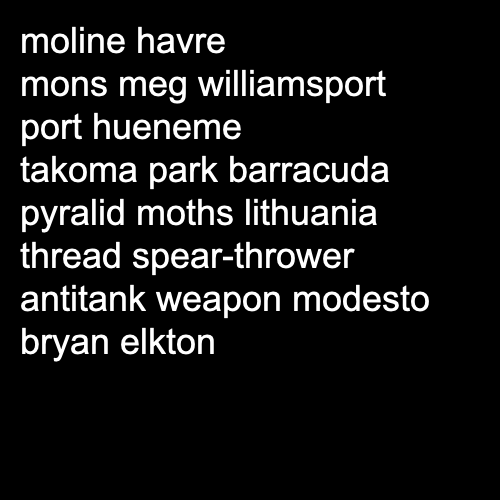 moline havre
mons meg williamsport
port hueneme
takoma park barracuda
pyralid moths lithuania
thread spear-thrower
antitank weapon modesto
bryan elkton